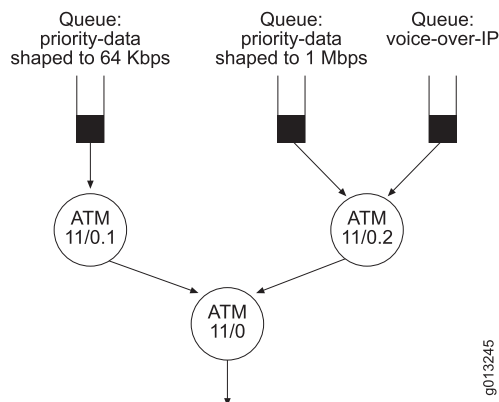 Queue:
priority-data
shaped to 64 Kbps
Queue:
priority-data
shaped to 1 Mbps
Queue:
voice-over-IP
ATM
11/0.1
ATM
11/0.2
ATM
11/0
g013245